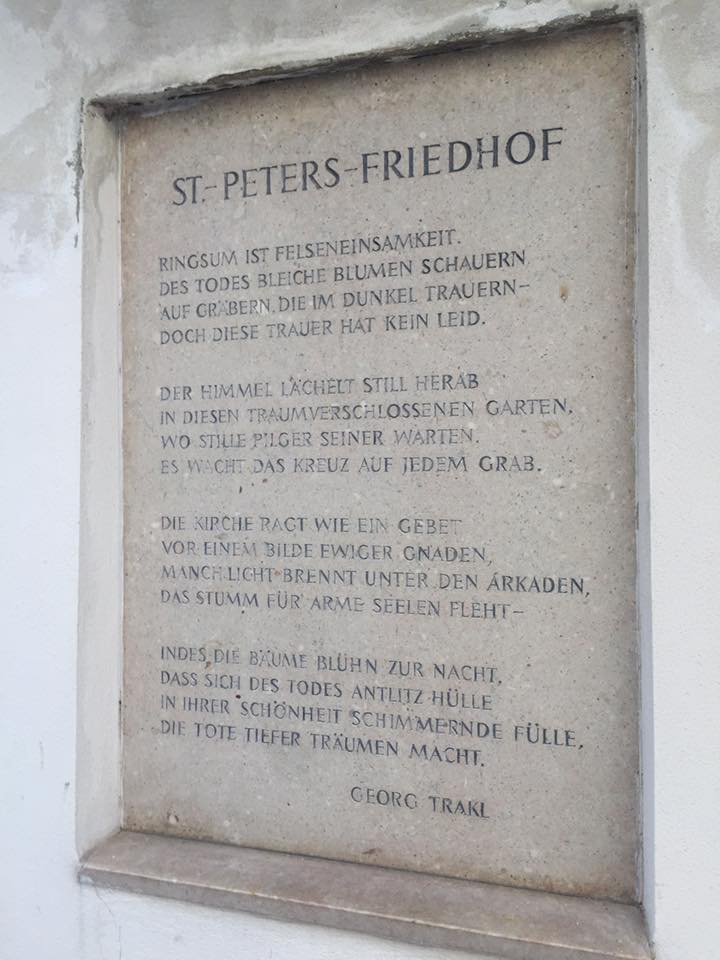 ST.-PETERS-FRIEDHOF
RINGSUM IST FELSENEINSAMKEIT.
DES TODES BLEICHE BLUMEN SCHAUERN
AUF GRÄBERN, DIE IM DUNKEL TRAUERN–
DOCH DIESE TRAUER HAT KEIN LEID.
DER HIMMEL LÄCHELT STILL HERAB
IN DIESEN TRAUMVERSCHLOSSENEN GARTEN,
WO STILLE PILGER SEINER WARTEN.
ES WACHT DAS KREUZ AUF JEDEM GRAB.
DIE KIRCHE RAGT WIE EIN GEBET
VOR EINEM BILDE EWIGER GNADEN,
MANCH LICHT BRENNT UNTER DEN ARKADEN,
DAS STUMM FÜR ARME SEELEN FLEHT–
INDES DIE BÄUME BLÜHN ZUR NACHT,
DASS SICH DES TODES ANTLITZ HÜLLE
IN IHRER SCHÖNHEIT SCHIMMERNDE FÜLLE,
DIE TOTE TIEFER TRÄUMEN MACHT.
GEORG TRAKL